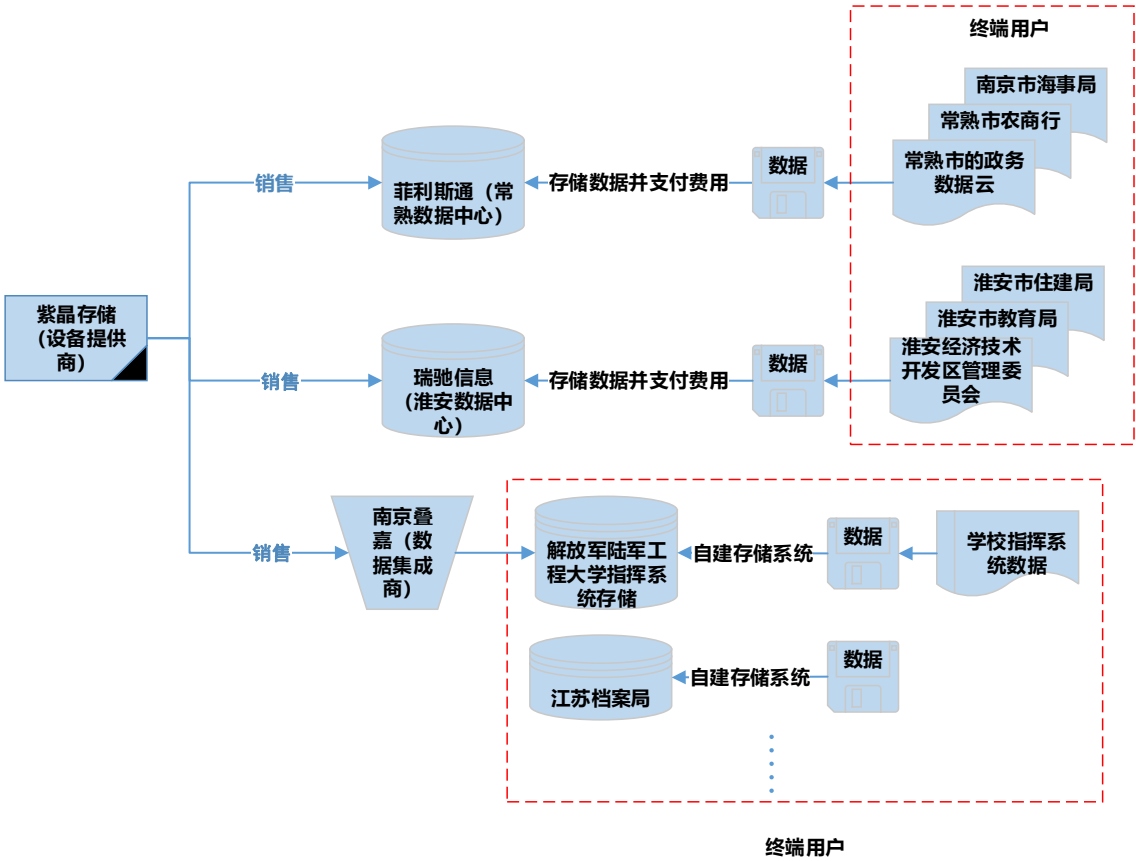 终端用户
南京市海事局
常熟市农商行
常熟市的政务
数据云
数据
存储数据并支付费用
菲利斯通（常
熟数据中心）
销售
紫晶存储
（设备提供
商）
淮安市住建局
淮安市教育局
淮安经济技术
开发区管理委
员会
数据
存储数据并支付费用
瑞驰信息
（淮安数据中
心）
销售
销售
南京叠
嘉（数
据集成
商）
解放军陆军工
程大学指挥系
统存储
自建存储系统
数据
学校指挥系
统数据
江苏档案局
自建存储系统
数据
终端用户